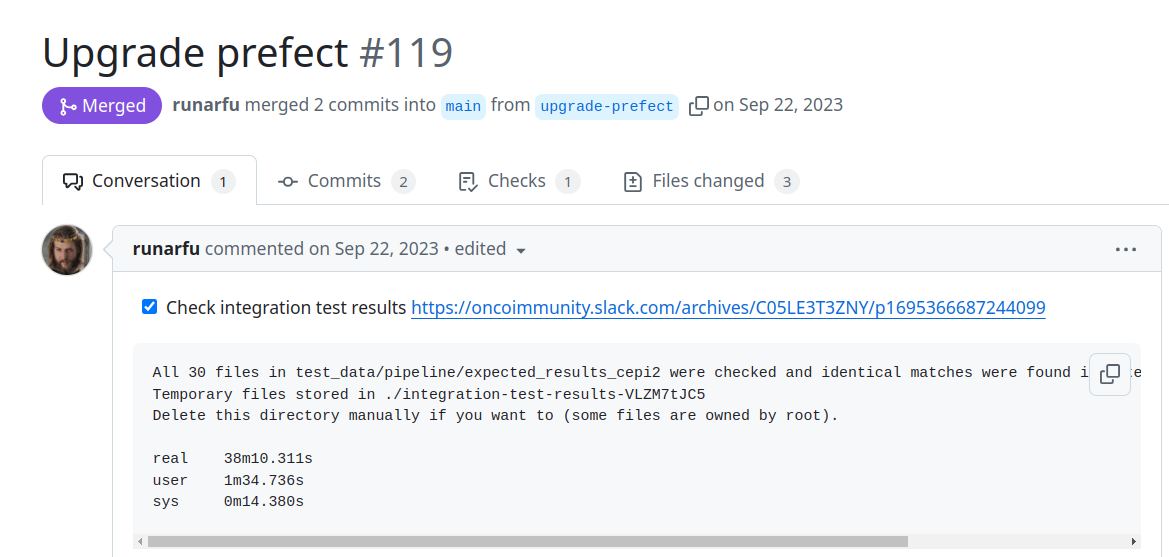 Upgrade prefect #119
Merged runarfu merged 2 commits into main from upgrade-prefect on Sep 22, 2023
Conversation 1 Commits 2 Checks 1 Files changed 3
runarfu commented on Sep 22, 2023 • edited
Check integration test results https://oncoimmunity.slack.com/archives/C05LE3T3ZNY/p1695366687244099
All 30 files in test_data/pipeline/expected_results_cepi2 were checked and identical matches were found
Temporary files stored in ./integration-test-results-VLZM7tJC5
Delete this directory manually if you want to (some files are owned by root).
real 38m10.311s
user 1m34.736s
sys 0m14.380s